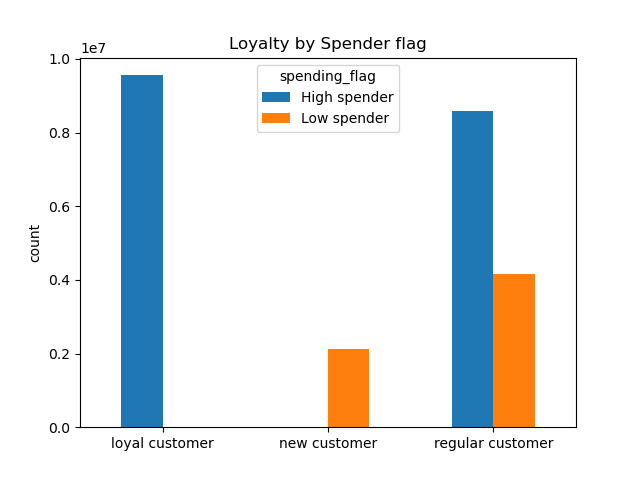 Loyalty by Spender flag
1e7
spending_flag
High spender
Low spender
1.0
0.8
0.6
0.4
0.2
0.0
count
loyal customer new customer regular customer